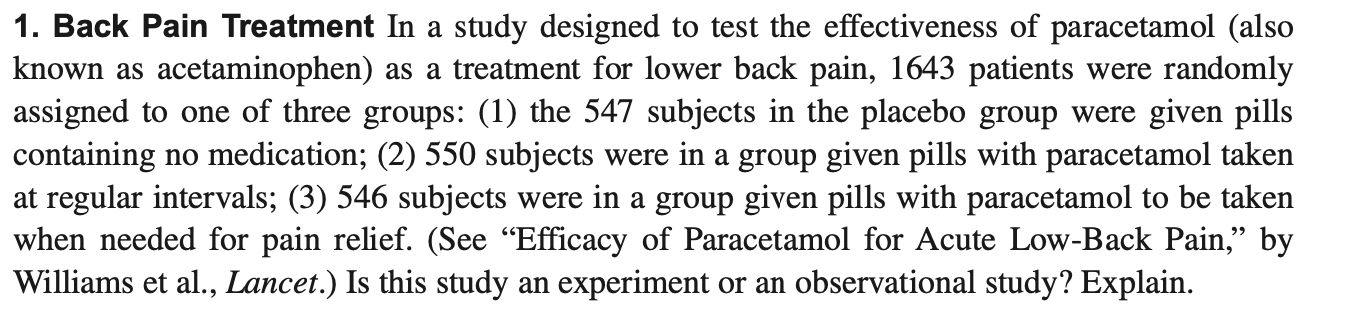 1. Back Pain Treatment In a study designed to test the effectiveness of paracetamol (also
known as acetaminophen) as a treatment for lower back pain, 1643 patients were randomly
assigned to one of three groups: (1) the 547 subjects in the placebo group were given pills
containing no medication; (2) 550 subjects were in a group given pills with paracetamol taken
at regular intervals; (3) 546 subjects were in a group given pills with paracetamol to be taken
when needed for pain relief. (See “Efficacy of Paracetamol for Acute Low-Back Pain,” by
Williams et al., Lancet.) Is this study an experiment or an observational study? Explain.